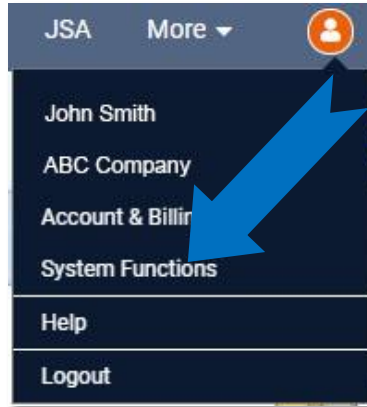 JSA More
John Smith
ABC Company
Account & Billin
System Functions
Help
Logout